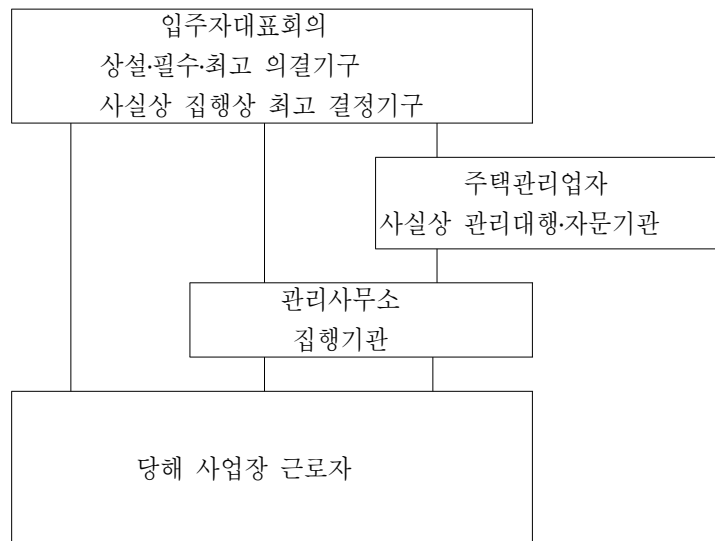 입주자대표회의
상설·필수·최고 의결기구
사실상 집행상 최고 결정기구
주택관리업자
사실상 관리대행·자문기관
관리사무소
집행기관
당해 사업장 근로자